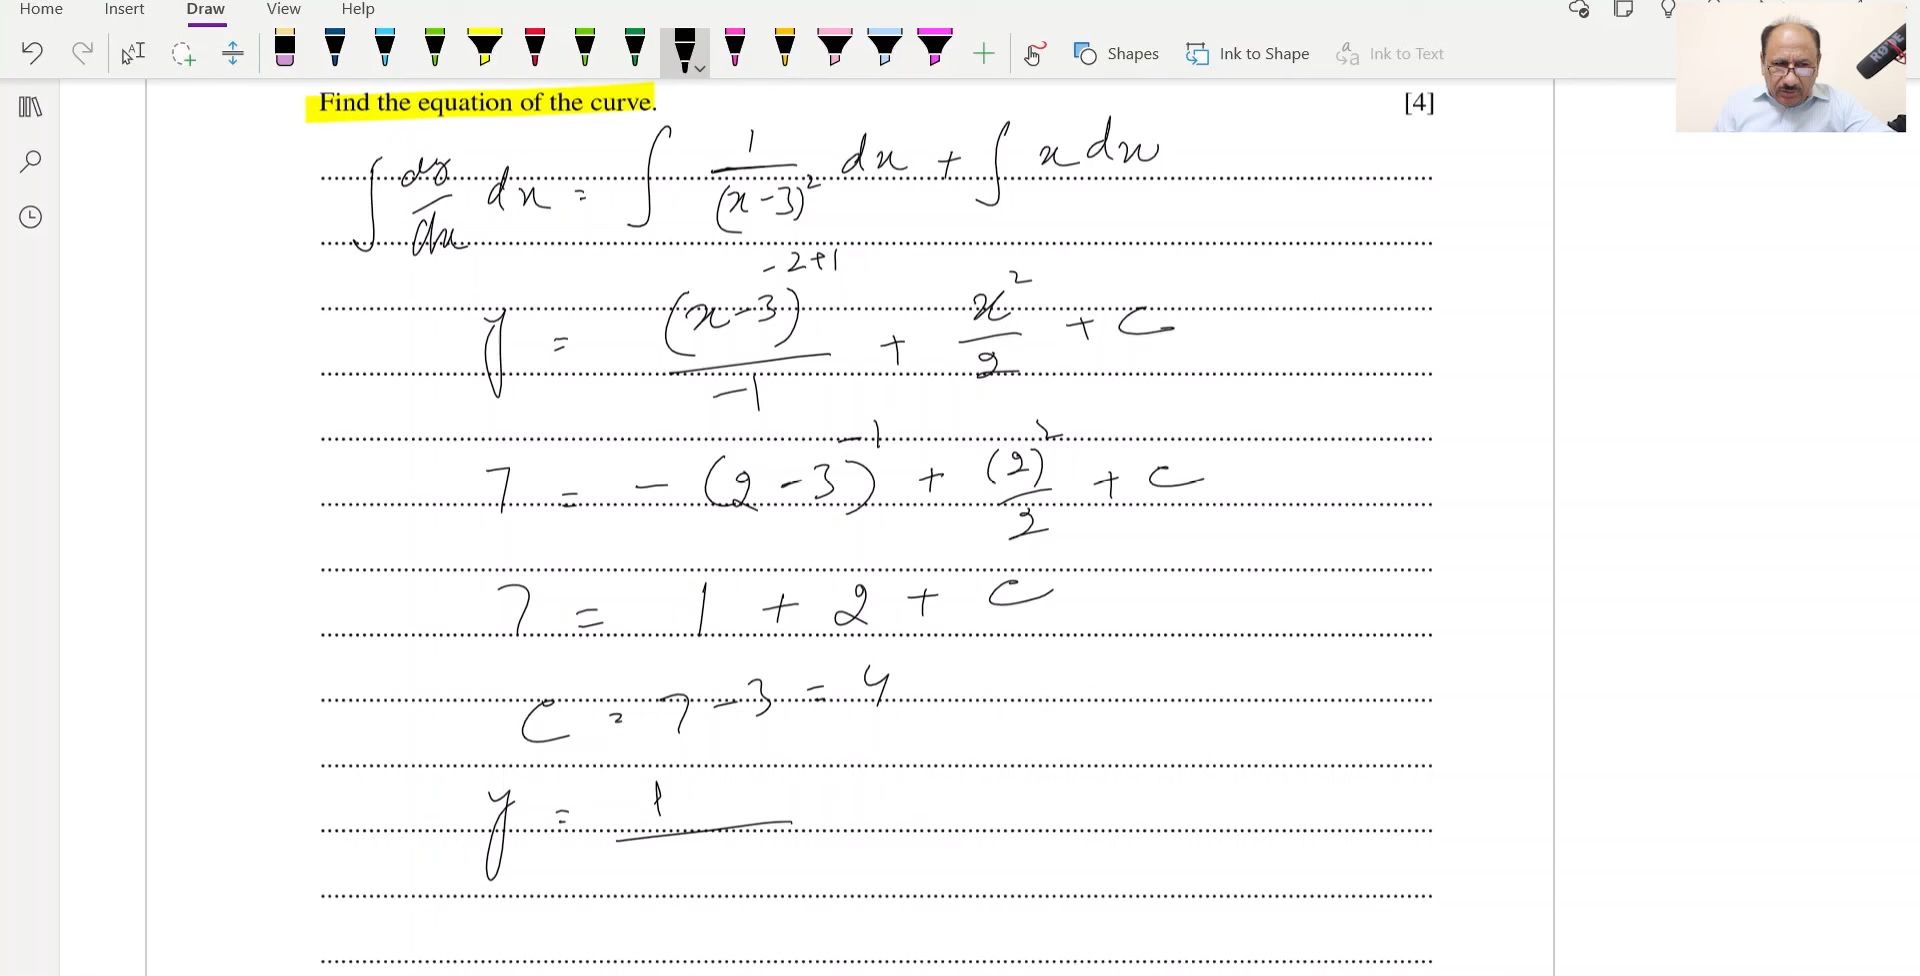 Home Insert Draw View Help
Shapes Ink to Shape Ink to Text
RØDE
Find the equation of the curve. [4]
∫ dy/dx dx = ∫ 1/(x-3)² dx + ∫ x dx
y = (x-3)^(-2+1)/-1 + x²/2 + c
7 = -(2-3)^-1 + (2)²/2 + c
7 = 1 + 2 + c
c = 7-3 = 4
y = 1